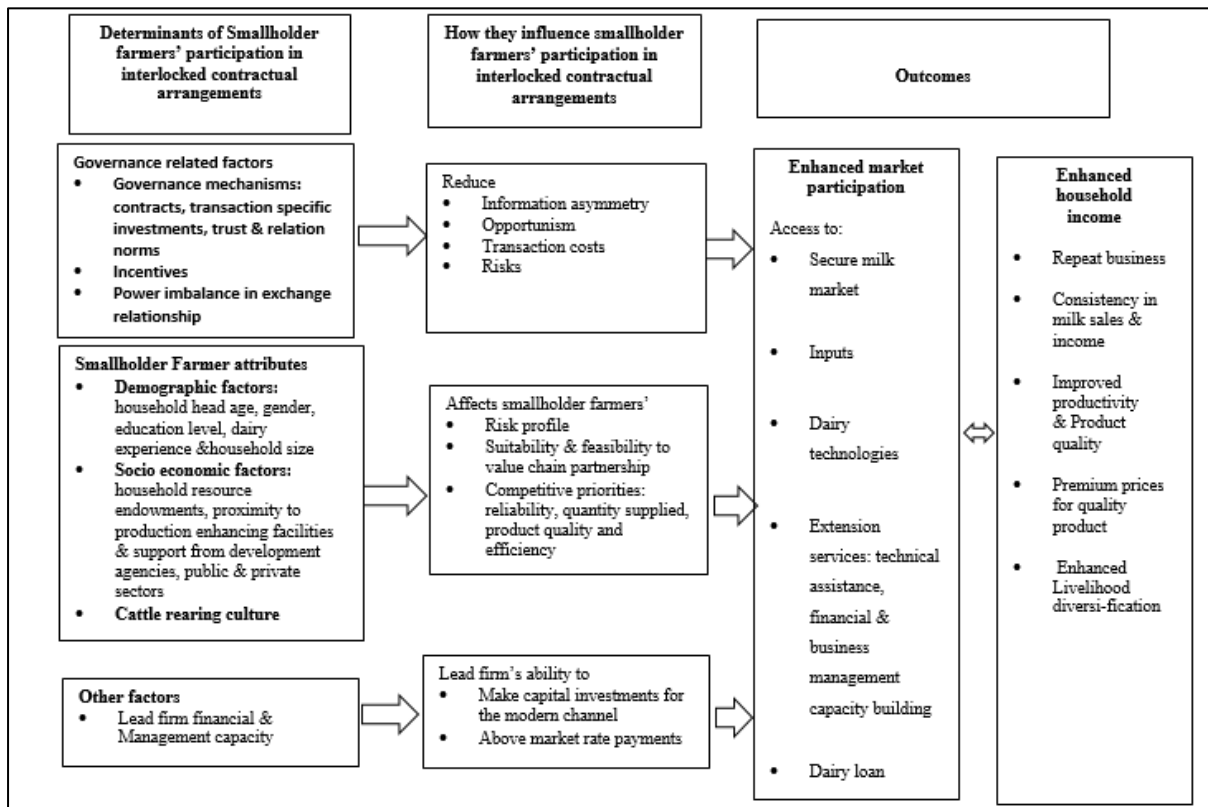 Determinants of Smallholder
farmers' participation in
interlocked contractual
arrangements
How they influence smallholder
farmers' participation in
interlocked contractual
arrangements
Outcomes
Governance related factors
• Governance mechanisms:
contracts, transaction specific
investments, trust & relation
norms
• Incentives
• Power imbalance in exchange
relationship
Reduce
• Information asymmetry
• Opportunism
• Transaction costs
• Risks
Smallholder Farmer attributes
• Demographic factors:
household head age, gender,
education level, dairy
experience &household size
• Socio economic factors:
household resource
endowments, proximity to
production enhancing facilities
& support from development
agencies, public & private
sectors
• Cattle rearing culture
Affects smallholder farmers'
• Risk profile
• Suitability & feasibility to
value chain partnership
• Competitive priorities:
reliability, quantity supplied,
product quality and
efficiency
Other factors
• Lead firm financial &
Management capacity
Lead firm's ability to
• Make capital investments for
the modern channel
• Above market rate payments
Enhanced market
participation
Access to:
• Secure milk
market
• Inputs
• Dairy
technologies
• Extension
services: technical
assistance,
financial &
business
management
capacity building
• Dairy loan
Enhanced
household
income
• Repeat business
• Consistency in
milk sales &
income
• Improved
productivity
& Product
quality
• Premium prices
for quality
product
• Enhanced
Livelihood
diversi-fication